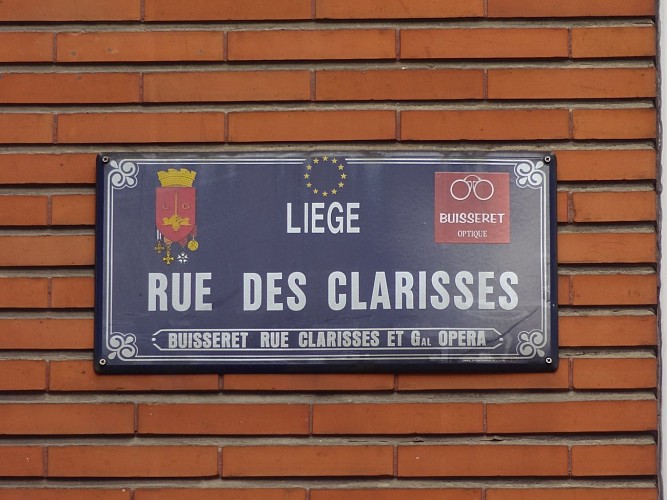 LIEGE
BUISSERET
OPTIQUE
RUE DES CLARISSES
BUISSERET RUE CLARISSES ET GAL OPERA